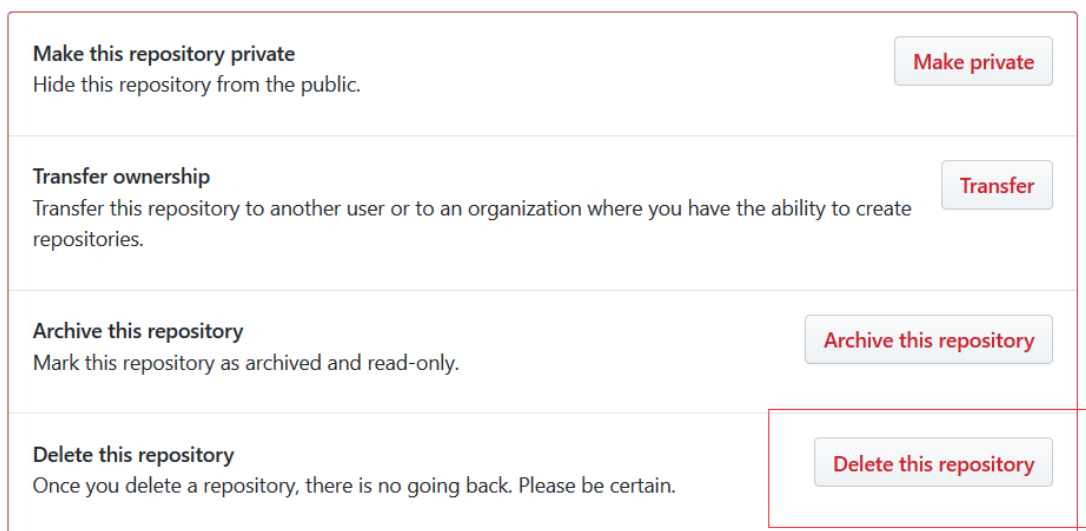 Make this repository private
Make private
Hide this repository from the public.
Transfer ownership
Transfer
Transfer this repository to another user or to an organization where you have the ability to create
repositories.
Archive this repository
Archive this repository
Mark this repository as archived and read-only.
Delete this repository
Delete this repository
Once you delete a repository, there is no going back. Please be certain.